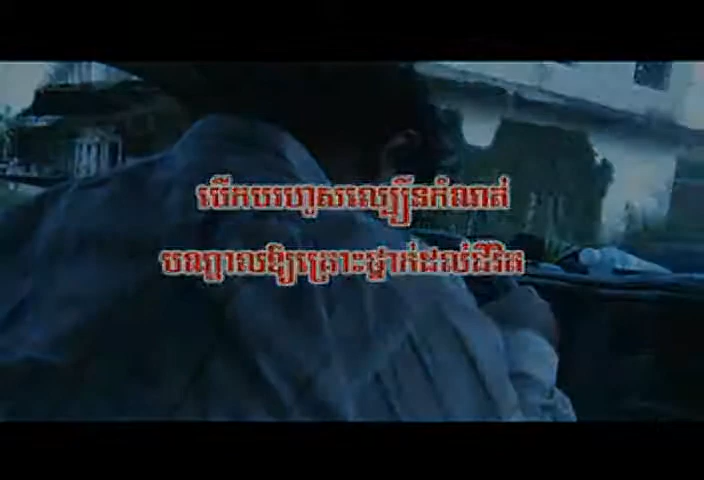 បើកបរហួសល្បឿនកំណត់
បណ្ដាលឱ្យគ្រោះថ្នាក់ដល់ជីវិត